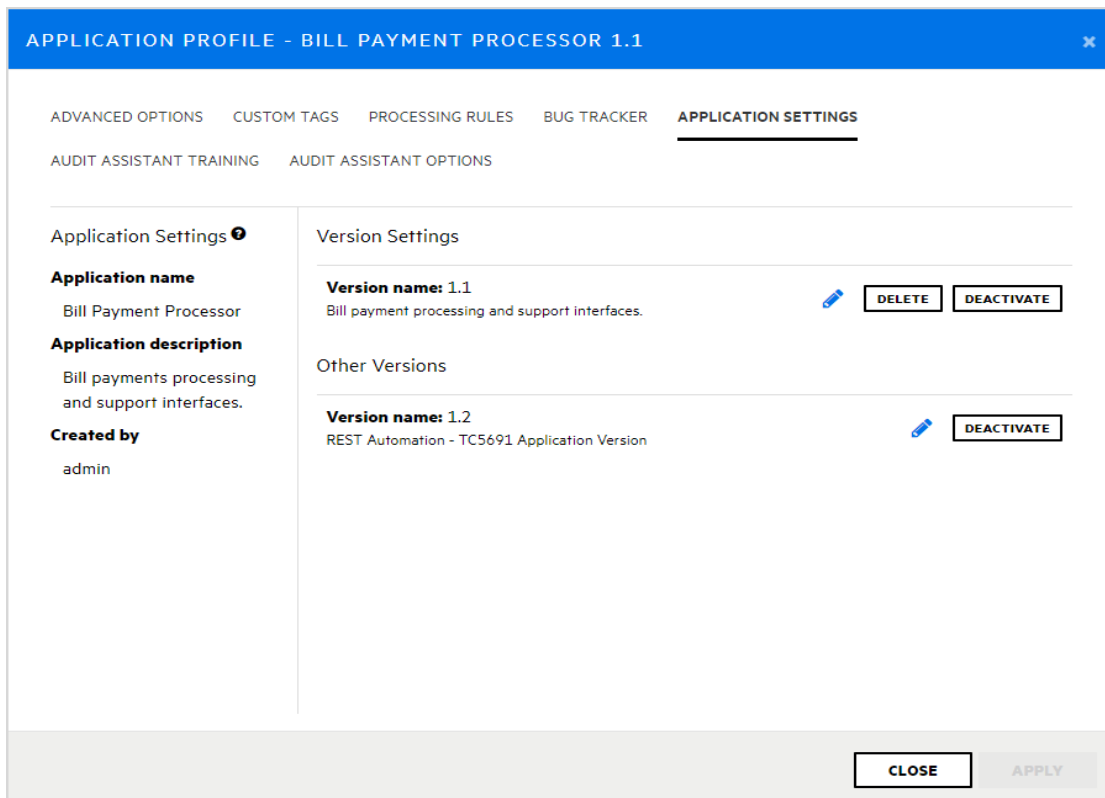 APPLICATION PROFILE - BILL PAYMENT PROCESSOR 1.1
ADVANCED OPTIONS CUSTOM TAGS PROCESSING RULES BUG TRACKER APPLICATION SETTINGS
AUDIT ASSISTANT TRAINING AUDIT ASSISTANT OPTIONS
Application Settings
Application name
Bill Payment Processor
Application description
Bill payments processing
and support interfaces.
Created by
admin
Version Settings
Version name: 1.1
Bill payment processing and support interfaces.
DELETE DEACTIVATE
Other Versions
Version name: 1.2
REST Automation - TC5691 Application Version
DEACTIVATE
CLOSE APPLY